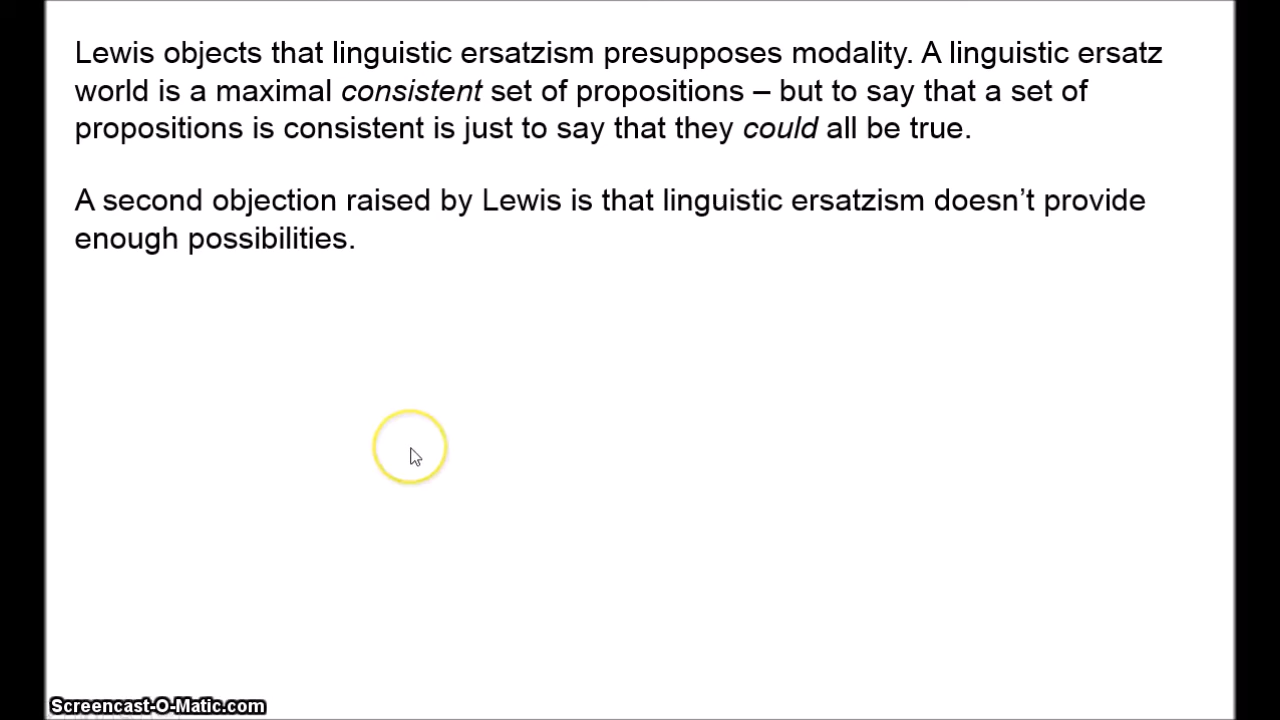 Lewis objects that linguistic ersatzism presupposes modality. A linguistic ersatz
world is a maximal consistent set of propositions – but to say that a set of
propositions is consistent is just to say that they could all be true.
A second objection raised by Lewis is that linguistic ersatzism doesn’t provide
enough possibilities.
Screencast-O-Matic.com